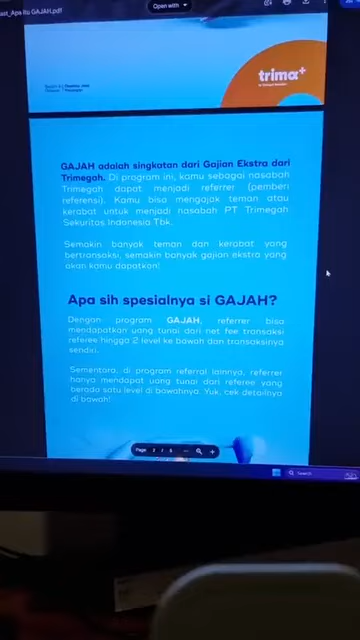 Apa itu GAJAH.pdf
Open with
trima+
GAJAH adalah singkatan dari Gajian Ekstra dari
Trimegah. Di program ini, kamu sebagai nasabah
Trimegah dapat menjadi referrer (pemberi
referensi). Kamu bisa mengajak teman atau
kerabat untuk menjadi nasabah PT Trimegah
Sekuritas Indonesia Tbk.
Semakin banyak teman dan kerabat yang
bertransaksi, semakin banyak gajian ekstra yang
akan kamu dapatkan!
Apa sih spesialnya si GAJAH?
Dengan program GAJAH, referrer bisa
mendapatkan uang tunai dari net fee transaksi
referee hingga 2 level ke bawah dan transaksinya
sendiri.
Sementara, di program referral lainnya, referrer
hanya mendapat uang tunai dari referee yang
berada satu level di bawahnya. Yuk, cek detailnya
di bawah!
Page
Search